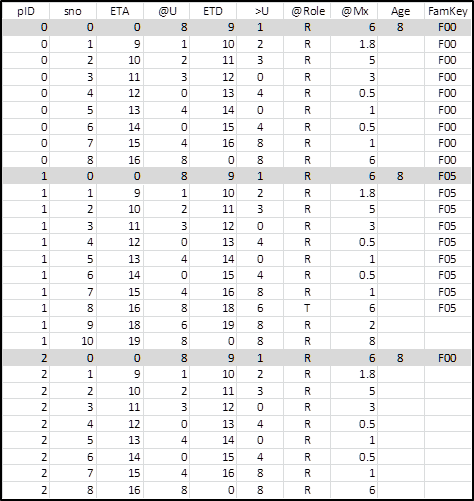 pID sno ETA @U ETD >U @Role @Mx Age FamKey
0 0 0 8 9 1 R 6 8 F00
0 1 9 1 10 2 R 1.8 F00
0 2 10 2 11 3 R 5 F00
0 3 11 3 12 0 R 3 F00
0 4 12 0 13 4 R 0.5 F00
0 5 13 4 14 0 R 1 F00
0 6 14 0 15 4 R 0.5 F00
0 7 15 4 16 8 R 1 F00
0 8 16 8 0 8 R 6 F00
1 0 0 8 9 1 R 6 8 F05
1 1 9 1 10 2 R 1.8 F05
1 2 10 2 11 3 R 5 F05
1 3 11 3 12 0 R 3 F05
1 4 12 0 13 4 R 0.5 F05
1 5 13 4 14 0 R 1 F05
1 6 14 0 15 4 R 0.5 F05
1 7 15 4 16 8 R 1 F05
1 8 16 8 18 6 T 6 F05
1 9 18 6 19 8 R 2
1 10 19 8 0 8 R 8
2 0 0 8 9 1 R 6 8 F00
2 1 9 1 10 2 R 1.8
2 2 10 2 11 3 R 5
2 3 11 3 12 0 R 3
2 4 12 0 13 4 R 0.5
2 5 13 4 14 0 R 1
2 6 14 0 15 4 R 0.5
2 7 15 4 16 8 R 1
2 8 16 8 0 8 R 6